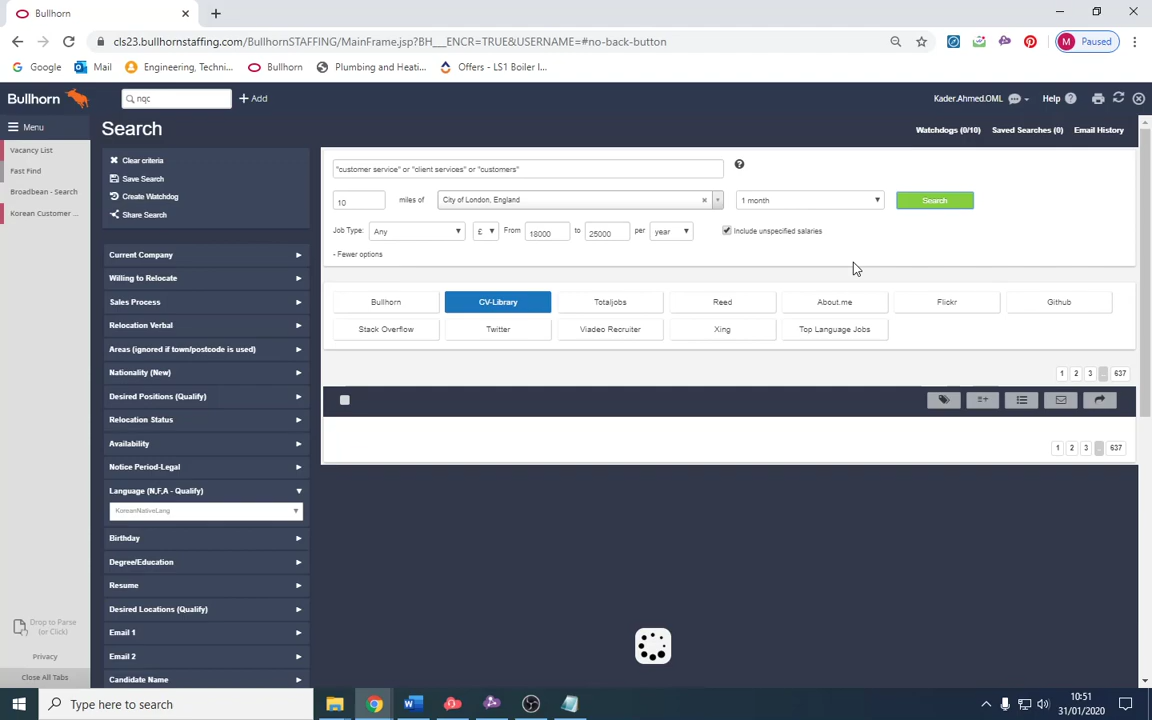 Bullhorn
cls23.bullhornstaffing.com/BullhornSTAFFING/MainFrame.jsp?BH___ENCR=TRUE&USERNAME=#no-back-button
M Paused
Google Mail Engineering, Techni... Bullhorn Plumbing and Heati... Offers - LS1 Boiler I...
Bullhorn nqc + Add Kader.Ahmed.OML Help
Menu Search Watchdogs (0/10) Saved Searches (0) Email History
Vacancy List
Fast Find
Broadbean - Search
Korean Customer ...
Clear criteria
Save Search
Create Watchdog
Share Search
"customer service" or "client services" or "customers"
10 miles of City of London, England 1 month Search
Job Type: Any £ From 18000 to 25000 per year Include unspecified salaries
- Fewer options
Bullhorn CV-Library Totaljobs Reed About.me Flickr Github
Stack Overflow Twitter Viadeo Recruiter Xing Top Language Jobs
1 2 3 .. 637
1 2 3 .. 637
Current Company
Willing to Relocate
Sales Process
Relocation Verbal
Areas (ignored if town/postcode is used)
Nationality (New)
Desired Positions (Qualify)
Relocation Status
Availability
Notice Period-Legal
Language (N,F,A - Qualify)
KoreanNativeLang
Birthday
Degree/Education
Resume
Desired Locations (Qualify)
Email 1
Email 2
Candidate Name
Drop to Parse
(or Click)
Privacy
Close All Tabs
Type here to search
10:51
31/01/2020